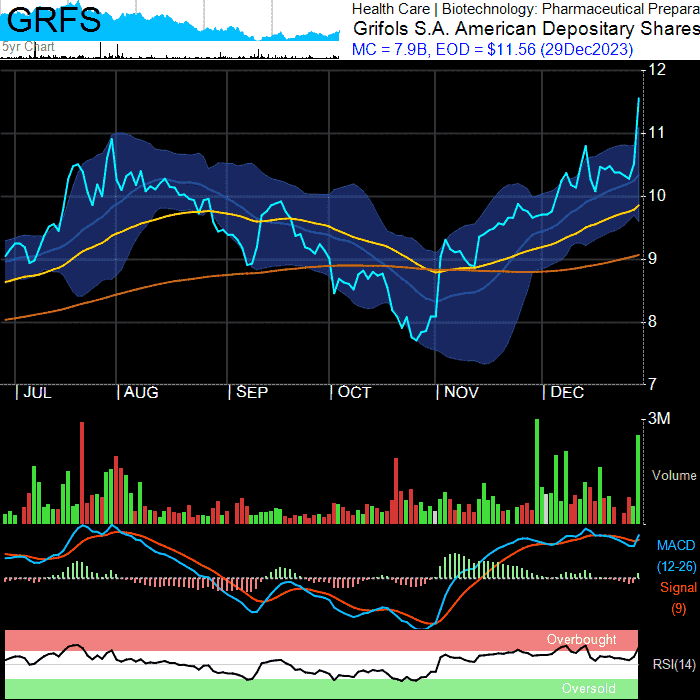 GRFS
5yr Chart
Health Care | Biotechnology: Pharmaceutical Prepara
Grifols S.A. American Depositary Shares
MC = 7.9B, EOD = $11.56 (29Dec2023)
12
11
10
9
8
7
| JUL | AUG | SEP | OCT | NOV | DEC
3M
Volume
MACD
(12-26)
Signal
(9)
Overbought
RSI(14)
Oversold